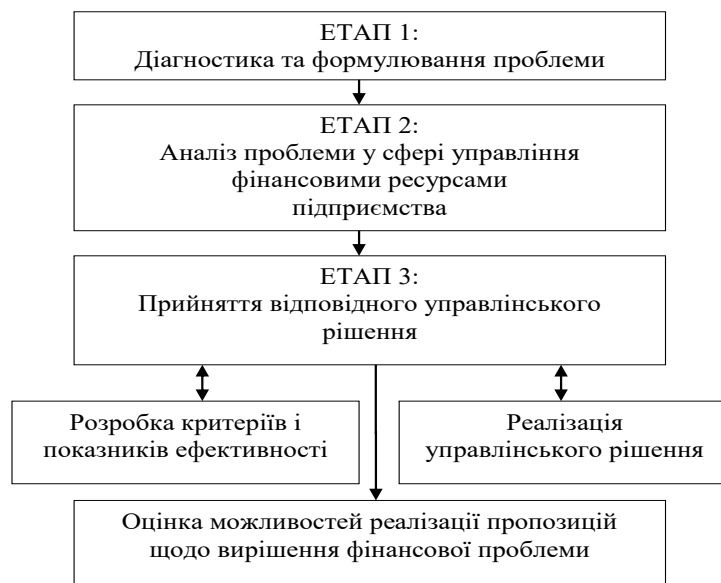 ЕТАП 1:
Діагностика та формулювання проблеми
ЕТАП 2:
Аналіз проблеми у сфері управління
фінансовими ресурсами
підприємства
ЕТАП 3:
Прийняття відповідного управлінського
рішення
Розробка критеріїв і
показників ефективності
Реалізація
управлінського рішення
Оцінка можливостей реалізації пропозицій
щодо вирішення фінансової проблеми